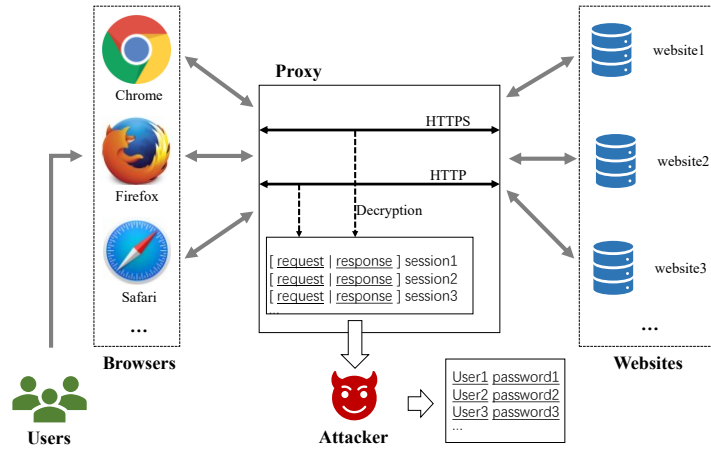 Chrome
Firefox
Safari
...
Browsers
Users
Proxy
HTTPS
HTTP
Decryption
[ request | response ] session1
[ request | response ] session2
[ request | response ] session3
...
Attacker
User1 password1
User2 password2
User3 password3
...
website1
website2
website3
...
Websites